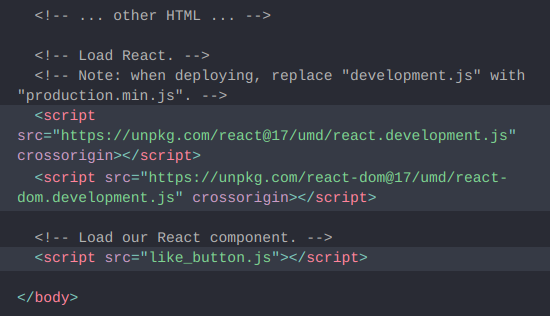 <!-- ... other HTML ... -->
<!-- Load React. -->
<!-- Note: when deploying, replace "development.js" with
"production.min.js". -->
<script
src="https://unpkg.com/react@17/umd/react.development.js"
crossorigin></script>
<script src="https://unpkg.com/react-dom@17/umd/react-
dom.development.js" crossorigin></script>
<!-- Load our React component. -->
<script src="like_button.js"></script>
</body>